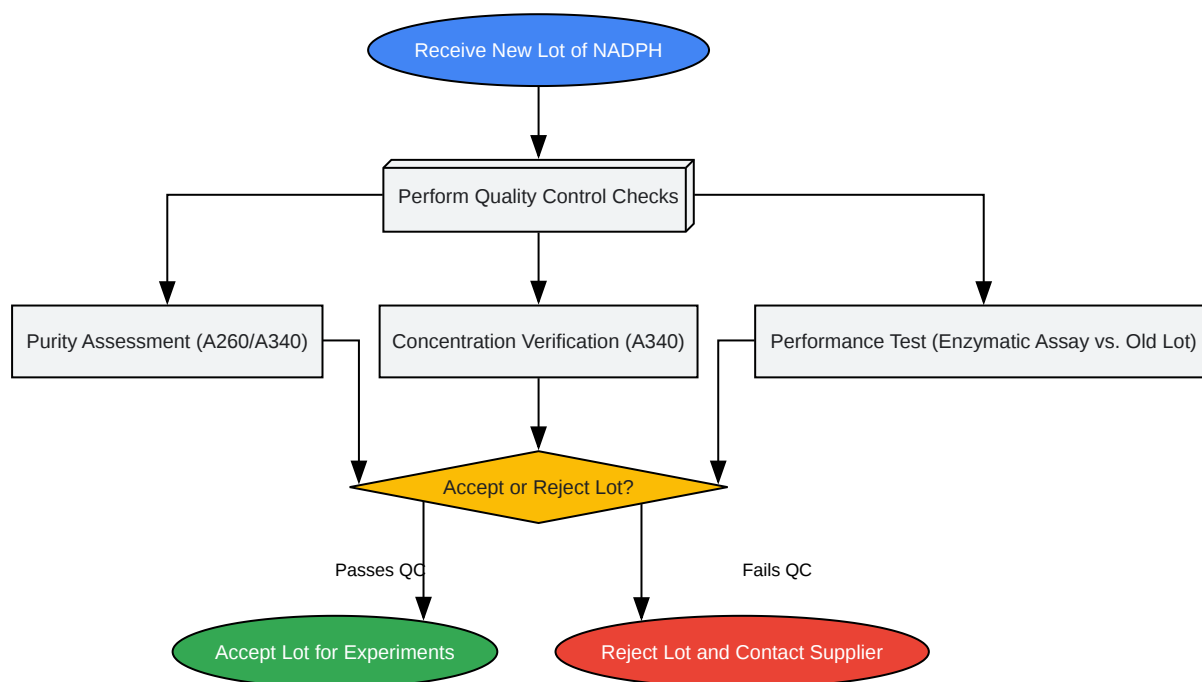 Receive New Lot of NADPH
Perform Quality Control Checks
Purity Assessment (A260/A340)
Concentration Verification (A340)
Performance Test (Enzymatic Assay vs. Old Lot)
Accept or Reject Lot?
Passes QC
Fails QC
Accept Lot for Experiments
Reject Lot and Contact Supplier